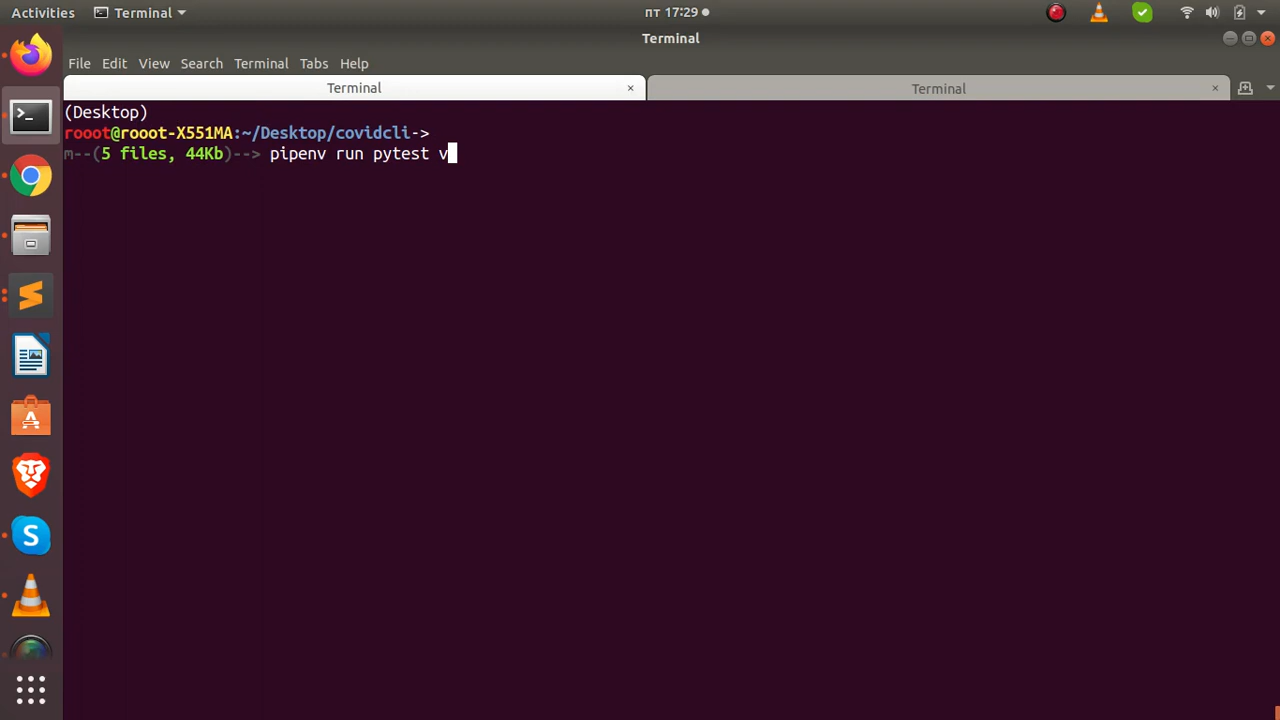 Activities
Terminal
пт 17:29
Terminal
File Edit View Search Terminal Tabs Help
Terminal
Terminal
(Desktop)
rooot@rooot-X551MA:~/Desktop/covidcli->
m--(5 files, 44Kb)--> pipenv run pytest v